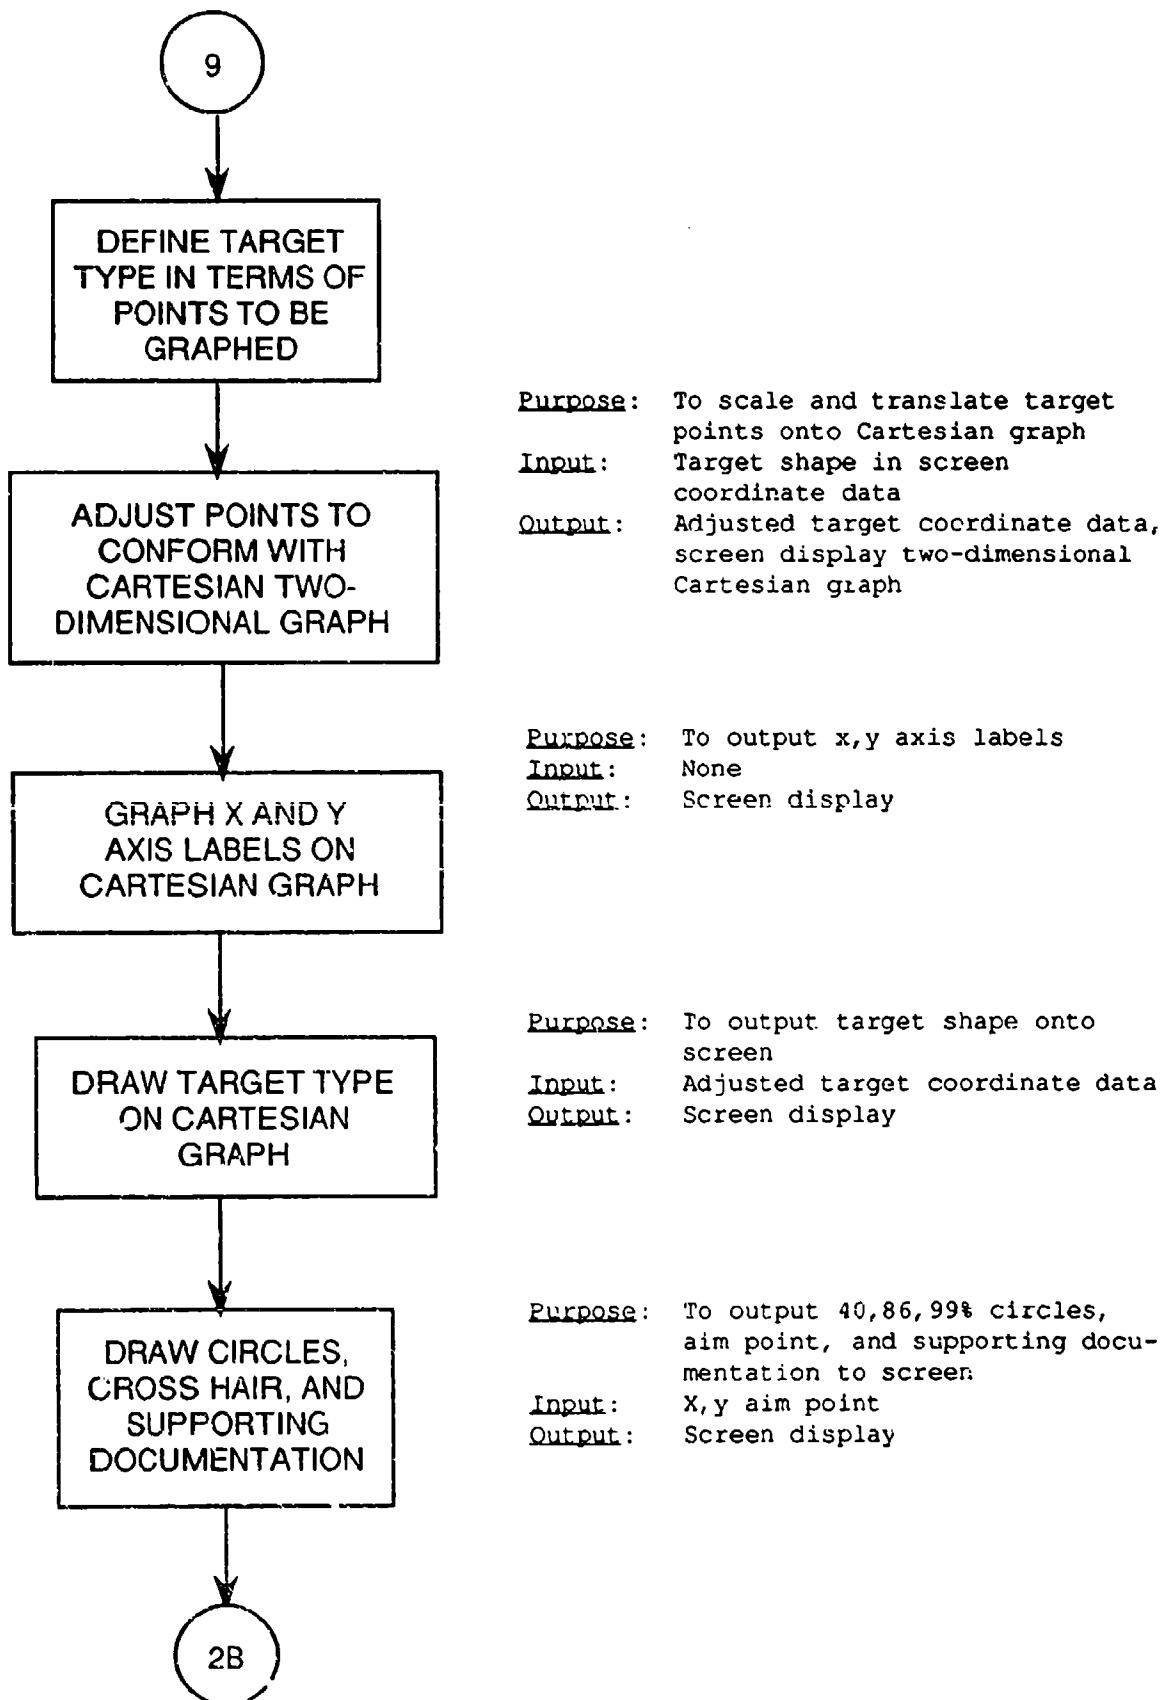 9
DEFINE TARGET
TYPE IN TERMS OF
POINTS TO BE
GRAPHED
Purpose: To scale and translate target
points onto Cartesian graph
Input: Target shape in screen
coordinate data
Output: Adjusted target coordinate data,
screen display two-dimensional
Cartesian graph
ADJUST POINTS TO
CONFORM WITH
CARTESIAN TWO-
DIMENSIONAL GRAPH
Purpose: To output x,y axis labels
Input: None
Output: Screen display
GRAPH X AND Y
AXIS LABELS ON
CARTESIAN GRAPH
Purpose: To output target shape onto
screen
Input: Adjusted target coordinate data
Output: Screen display
DRAW TARGET TYPE
ON CARTESIAN
GRAPH
Purpose: To output 40,86,99% circles,
aim point, and supporting docu-
mentation to screen
Input: X,y aim point
Output: Screen display
DRAW CIRCLES,
CROSS HAIR, AND
SUPPORTING
DOCUMENTATION
2B